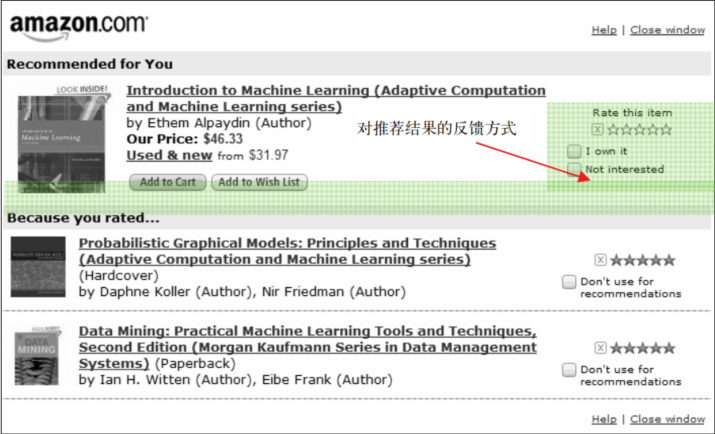 amazon.com
Help | Close window
Recommended for You
LOOK INSIDE!
Introduction to Machine Learning (Adaptive Computation
and Machine Learning series)
by Ethem Alpaydin (Author)
Our Price: $46.33
Used & new from $31.97
Add to Cart Add to Wish List
对推荐结果的反馈方式
Rate this item
I own it
Not interested
Because you rated...
Probabilistic Graphical Models: Principles and Techniques
(Adaptive Computation and Machine Learning series)
(Hardcover)
by Daphne Koller (Author), Nir Friedman (Author)
Don't use for
recommendations
Data Mining: Practical Machine Learning Tools and Techniques,
Second Edition (Morgan Kaufmann Series in Data Management
Systems) (Paperback)
by Ian H. Witten (Author), Eibe Frank (Author)
DATA
MINING
Don't use for
recommendations
Help | Close window